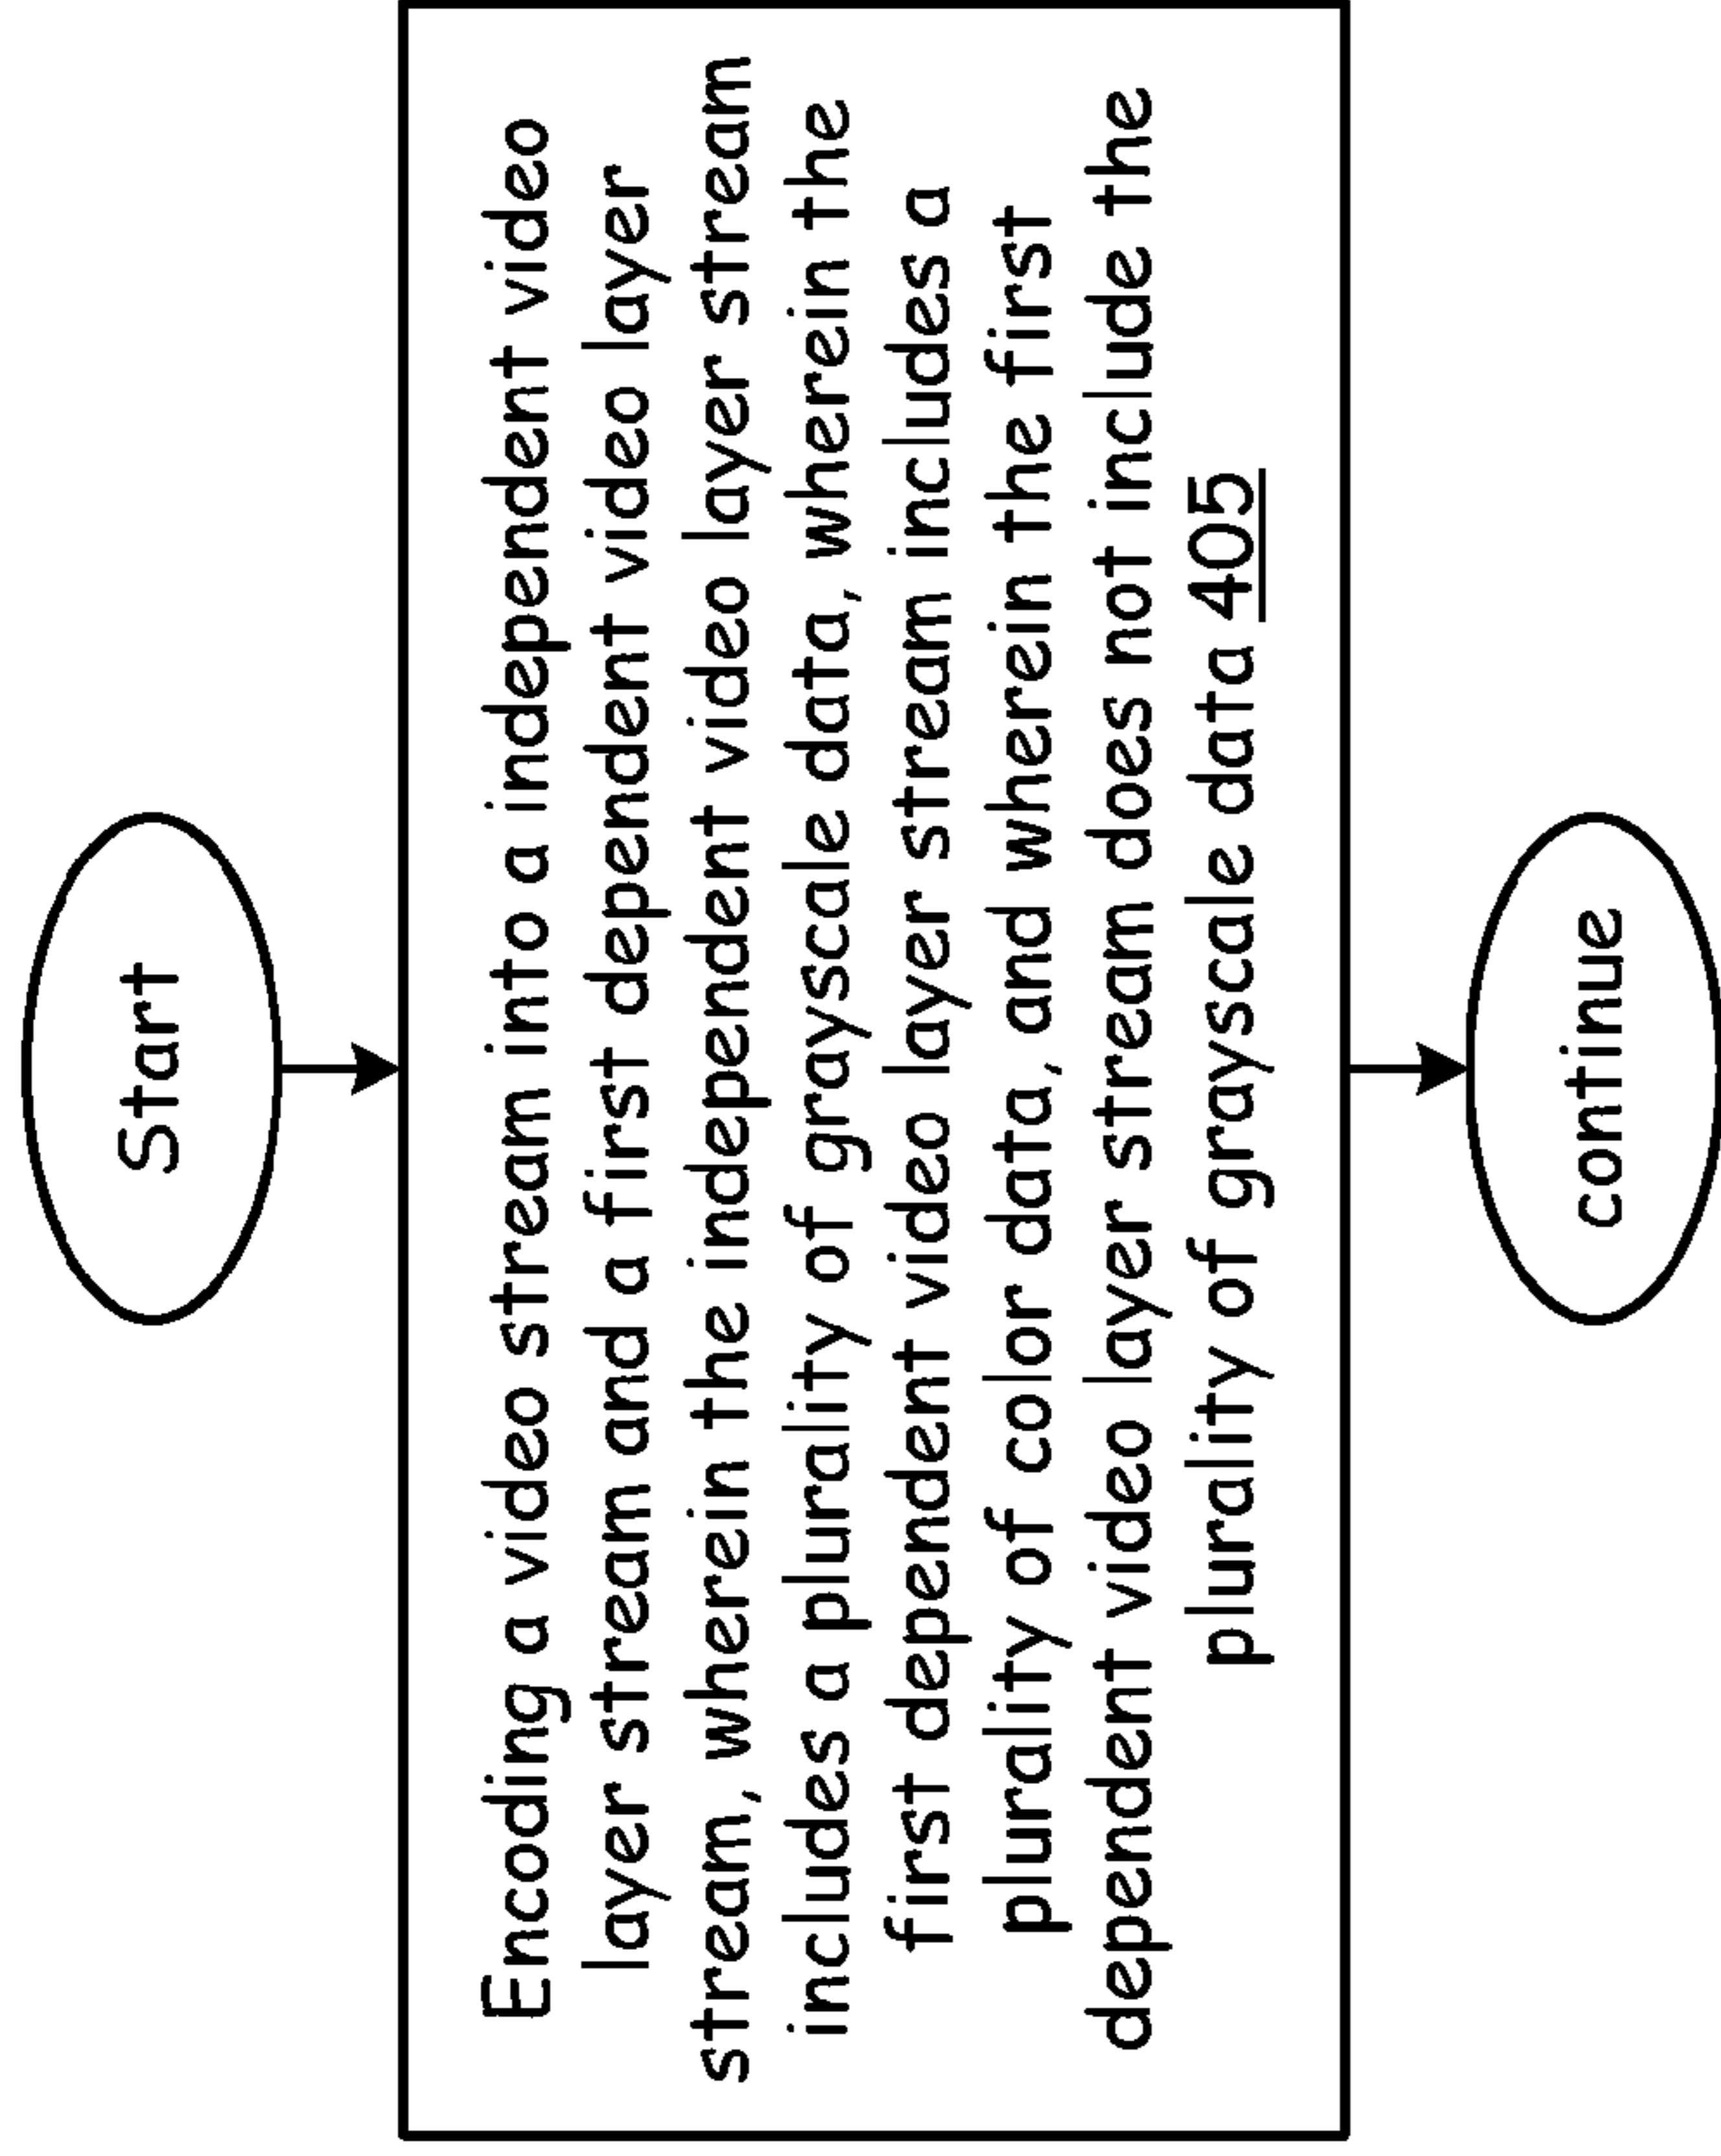 Start
Encoding a video stream into a independent video
layer stream and a first dependent video layer
stream, wherein the independent video layer stream
includes a plurality of grayscale data, wherein the
first dependent video layer stream includes a
plurality of color data, and wherein the first
dependent video layer stream does not include the
plurality of grayscale data 405
continue